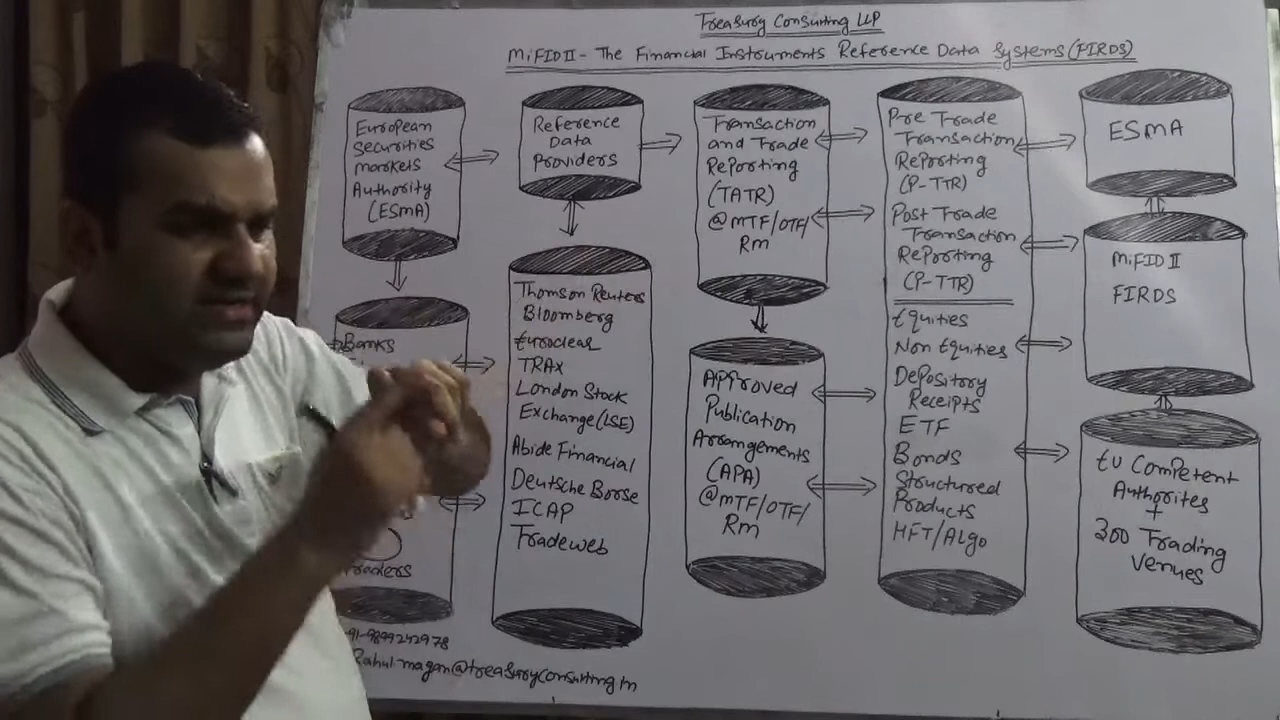 Treasury Consulting LLP
MiFID II - The Financial Instruments Reference Data Systems (FIRDS)
European
Securities
Markets
Authority
(ESMA)
Banks
Traders
91-9899242978
Rahul.magan@treasuryconsulting.in
Reference
Data
Providers
Thomson Reuters
Bloomberg
Euroclear
TRAX
London Stock
Exchange (LSE)
Abide Financial
Deutsche Borse
ICAP
Tradeweb
Transaction
and Trade
Reporting
(TATR)
@MTF/OTF/
RM
Approved
Publication
Arrangements
(APA)
@MTF/OTF/
RM
Pre Trade
Transaction
Reporting
(P-TTR)
Post Trade
Transaction
Reporting
(P-TTR)
Equities
Non Equities
Depository
Receipts
ETF
Bonds
Structured
Products
HFT/Algo
ESMA
MiFID II
FIRDS
EU Competent
Authorites
+
300 Trading
Venues